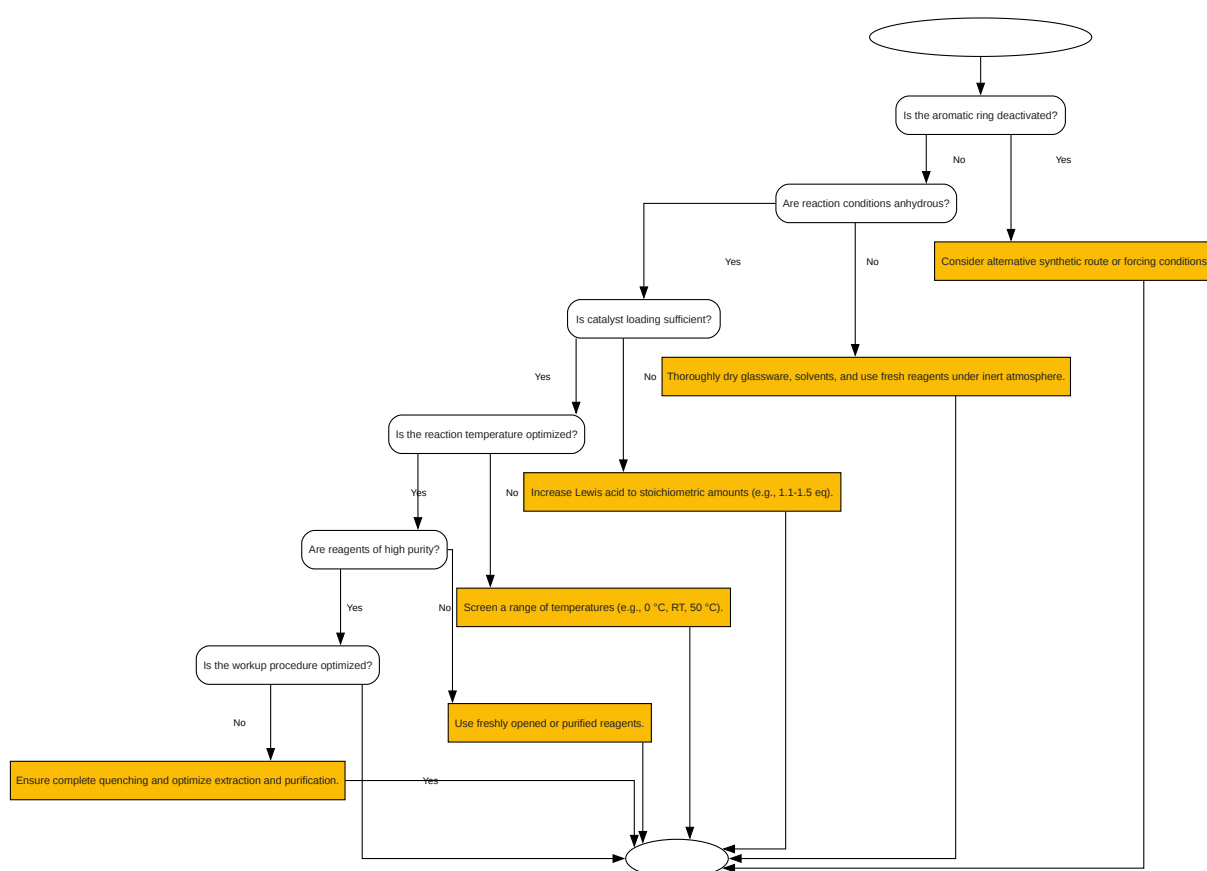 Is the aromatic ring deactivated?
No
Yes
Are reaction conditions anhydrous?
Yes
No
Consider alternative synthetic route or forcing conditions
Is catalyst loading sufficient?
Yes
No
Thoroughly dry glassware, solvents, and use fresh reagents under inert atmosphere.
Is the reaction temperature optimized?
Yes
No
Increase Lewis acid to stoichiometric amounts (e.g., 1.1-1.5 eq).
Are reagents of high purity?
Yes
No
Screen a range of temperatures (e.g., 0 °C, RT, 50 °C).
Is the workup procedure optimized?
No
Use freshly opened or purified reagents.
Ensure complete quenching and optimize extraction and purification.
Yes